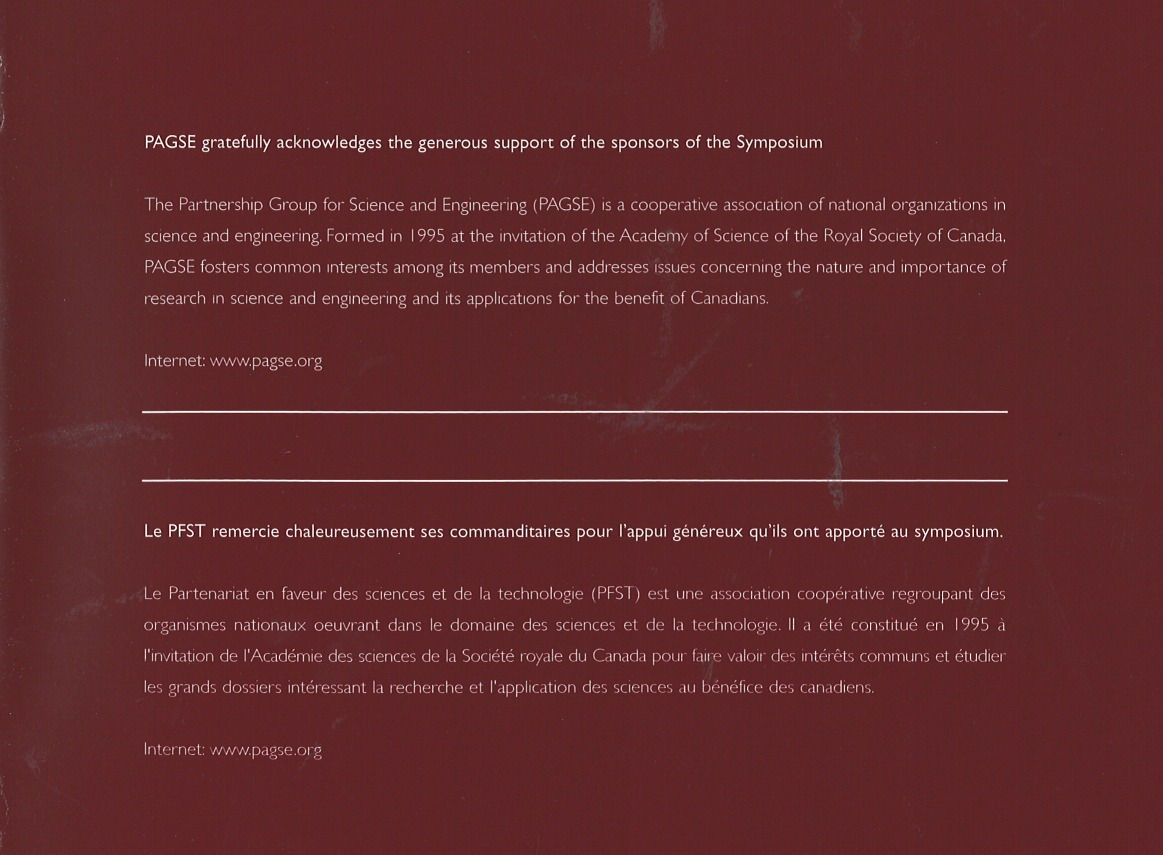 PAGSE gratefully acknowledges the generous support of the sponsors of the Symposium
The Partnership Group for Science and Engineering (PAGSE) is a cooperative association of national organizations in
science and engineering. Formed in 1995 at the invitation of the Academy of Science of the Royal Society of Canada,
PAGSE fosters common interests among its members and addresses issues concerning the nature and importance of
research in science and engineering and its applications for the benefit of Canadians.
Internet: www.pagse.org
Le PFST remercie chaleureusement ses commanditaires pour l'appui généreux qu'ils ont apporté au symposium.
Le Partenariat en faveur des sciences et de la technologie (PFST) est une association coopérative regroupant des
organismes nationaux oeuvrant dans le domaine des sciences et de la technologie. Il a été constitué en 1995 à
l'invitation de l'Académie des sciences de la Société royale du Canada pour faire valoir des intérêts communs et étudier
les grands dossiers intéressant la recherche et l'application des sciences au bénéfice des canadiens.
Internet: www.pagse.org